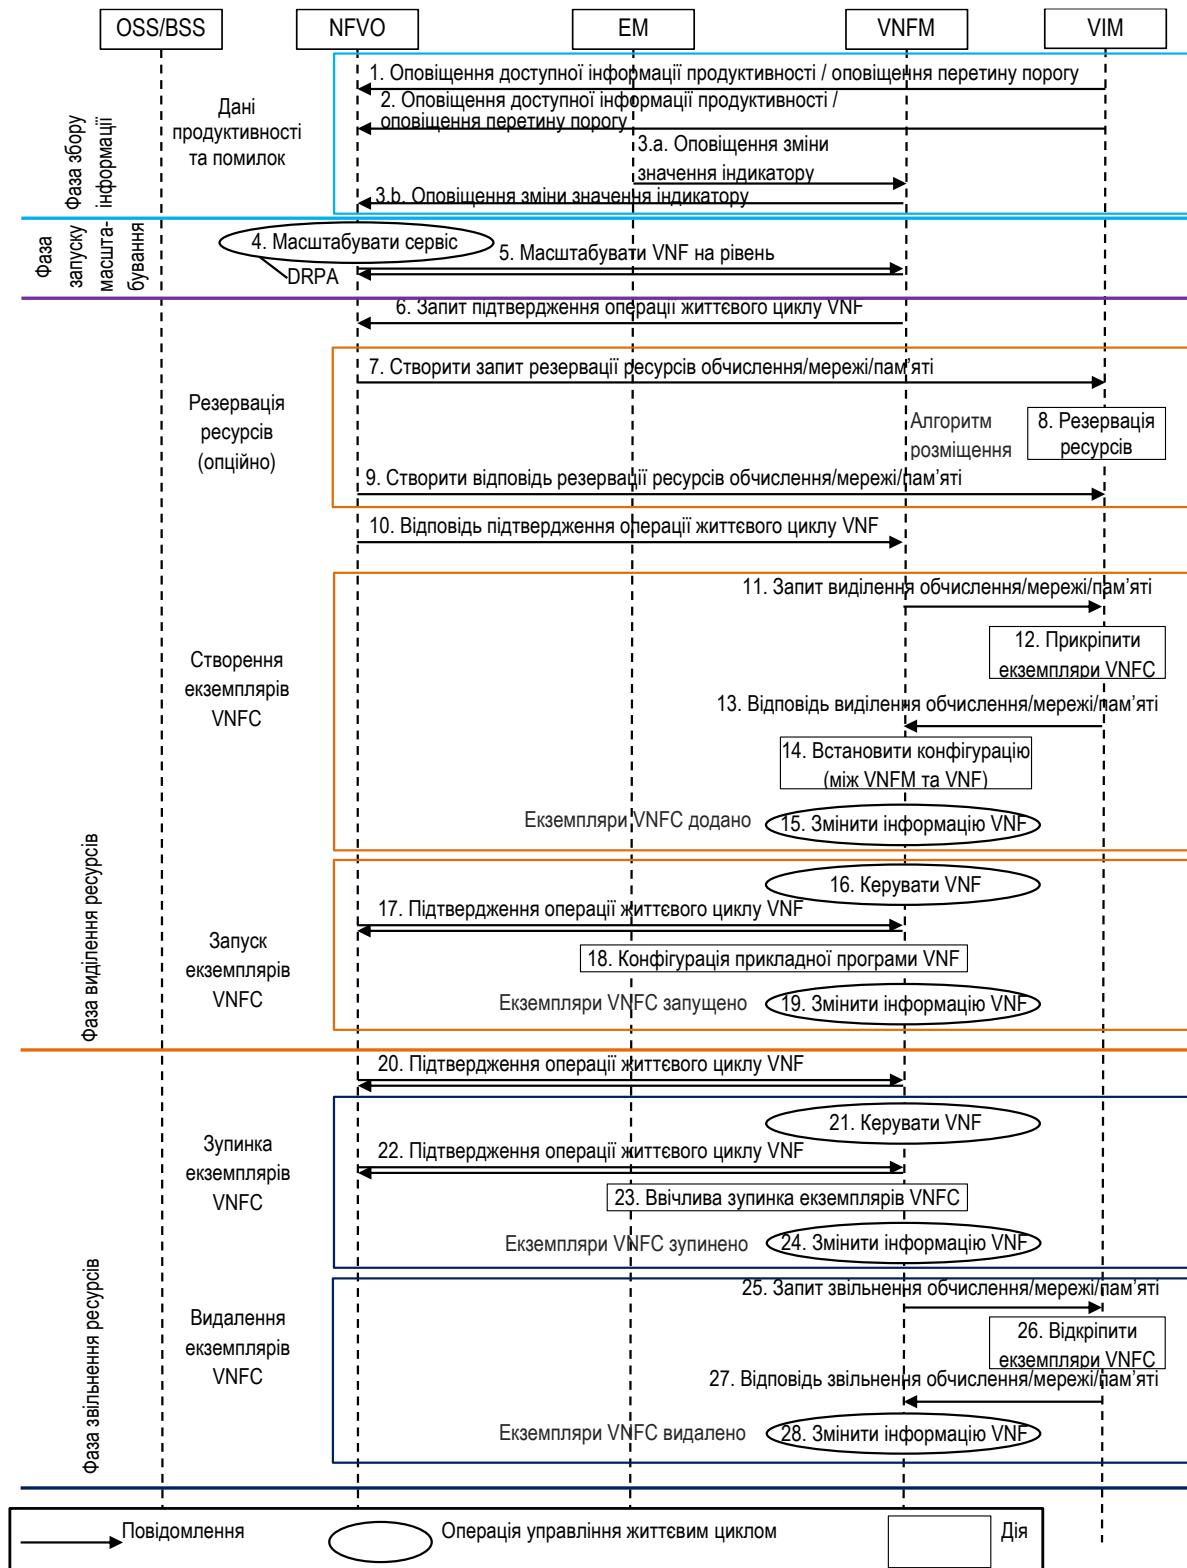 OSS/BSS
NFVO
EM
VNFM
VIM
Фаза збору
інформації
Дані
продуктивності
та помилок
1. Оповіщення доступної інформації продуктивності / оповіщення перетину порогу
2. Оповіщення доступної інформації продуктивності /
оповіщення перетину порогу
3.a. Оповіщення зміни
значення індикатору
3.b. Оповіщення зміни значення індикатору
Фаза
запуску
масшта-
бування
4. Масштабувати сервіс
DRPA
5. Масштабувати VNF на рівень
6. Запит підтвердження операції життєвого циклу VNF
Фаза виділення ресурсів
Резервація
ресурсів
(опційно)
7. Створити запит резервації ресурсів обчислення/мережі/пам’яті
Алгоритм
розміщення
8. Резервація
ресурсів
9. Створити відповідь резервації ресурсів обчислення/мережі/пам’яті
10. Відповідь підтвердження операції життєвого циклу VNF
Створення
екземплярів
VNFC
11. Запит виділення обчислення/мережі/пам’яті
12. Прикріпити
екземпляри VNFC
13. Відповідь виділення обчислення/мережі/пам’яті
14. Встановити конфігурацію
(між VNFM та VNF)
Екземпляри VNFC додано
15. Змінити інформацію VNF
Запуск
екземплярів
VNFC
16. Керувати VNF
17. Підтвердження операції життєвого циклу VNF
18. Конфігурація прикладної програми VNF
Екземпляри VNFC запущено
19. Змінити інформацію VNF
20. Підтвердження операції життєвого циклу VNF
Фаза звільнення ресурсів
Зупинка
екземплярів
VNFC
21. Керувати VNF
22. Підтвердження операції життєвого циклу VNF
23. Ввічлива зупинка екземплярів VNFC
Екземпляри VNFC зупинено
24. Змінити інформацію VNF
Видалення
екземплярів
VNFC
25. Запит звільнення обчислення/мережі/пам’яті
26. Відкріпити
екземпляри VNFC
27. Відповідь звільнення обчислення/мережі/пам’яті
Екземпляри VNFC видалено
28. Змінити інформацію VNF
Повідомлення
Операція управління життєвим циклом
Дія